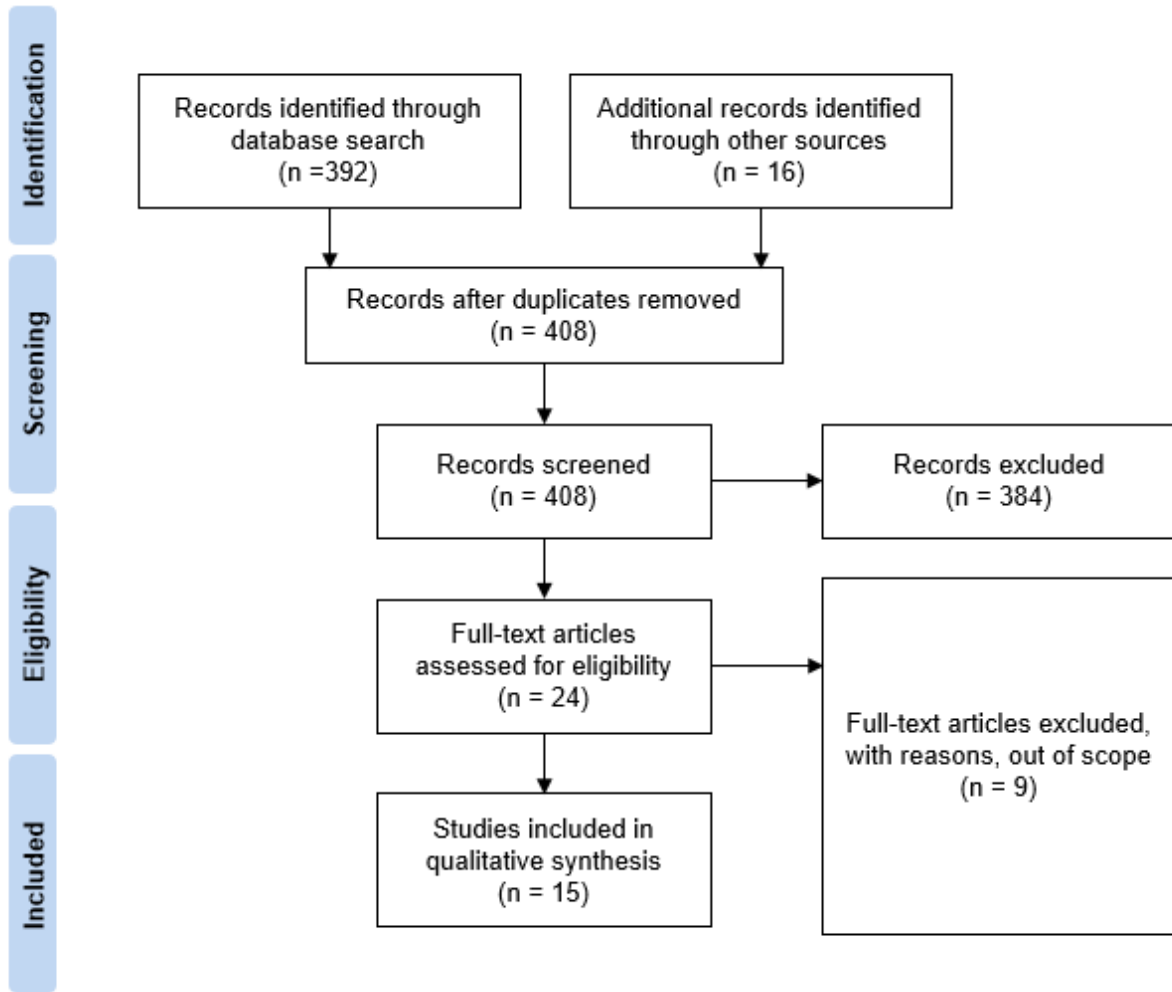 Identification
Records identified through
database search
(n =392)
Additional records identified
through other sources
(n = 16)
Screening
Records after duplicates removed
(n = 408)
Records screened
(n = 408)
Records excluded
(n = 384)
Eligibility
Full-text articles
assessed for eligibility
(n = 24)
Full-text articles excluded,
with reasons, out of scope
(n = 9)
Included
Studies included in
qualitative synthesis
(n = 15)